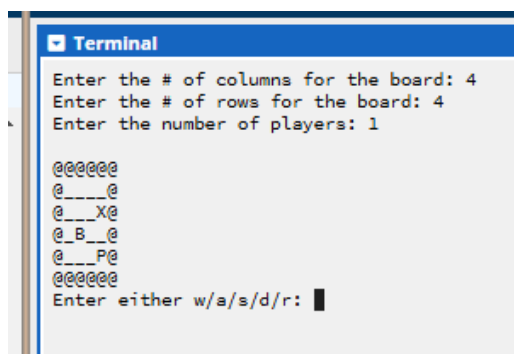 Terminal
Enter the # of columns for the board: 4
Enter the # of rows for the board: 4
Enter the number of players: 1
@@@@@@
@____@
@___X@
@_B__@
@___P@
@@@@@@
Enter either w/a/s/d/r: